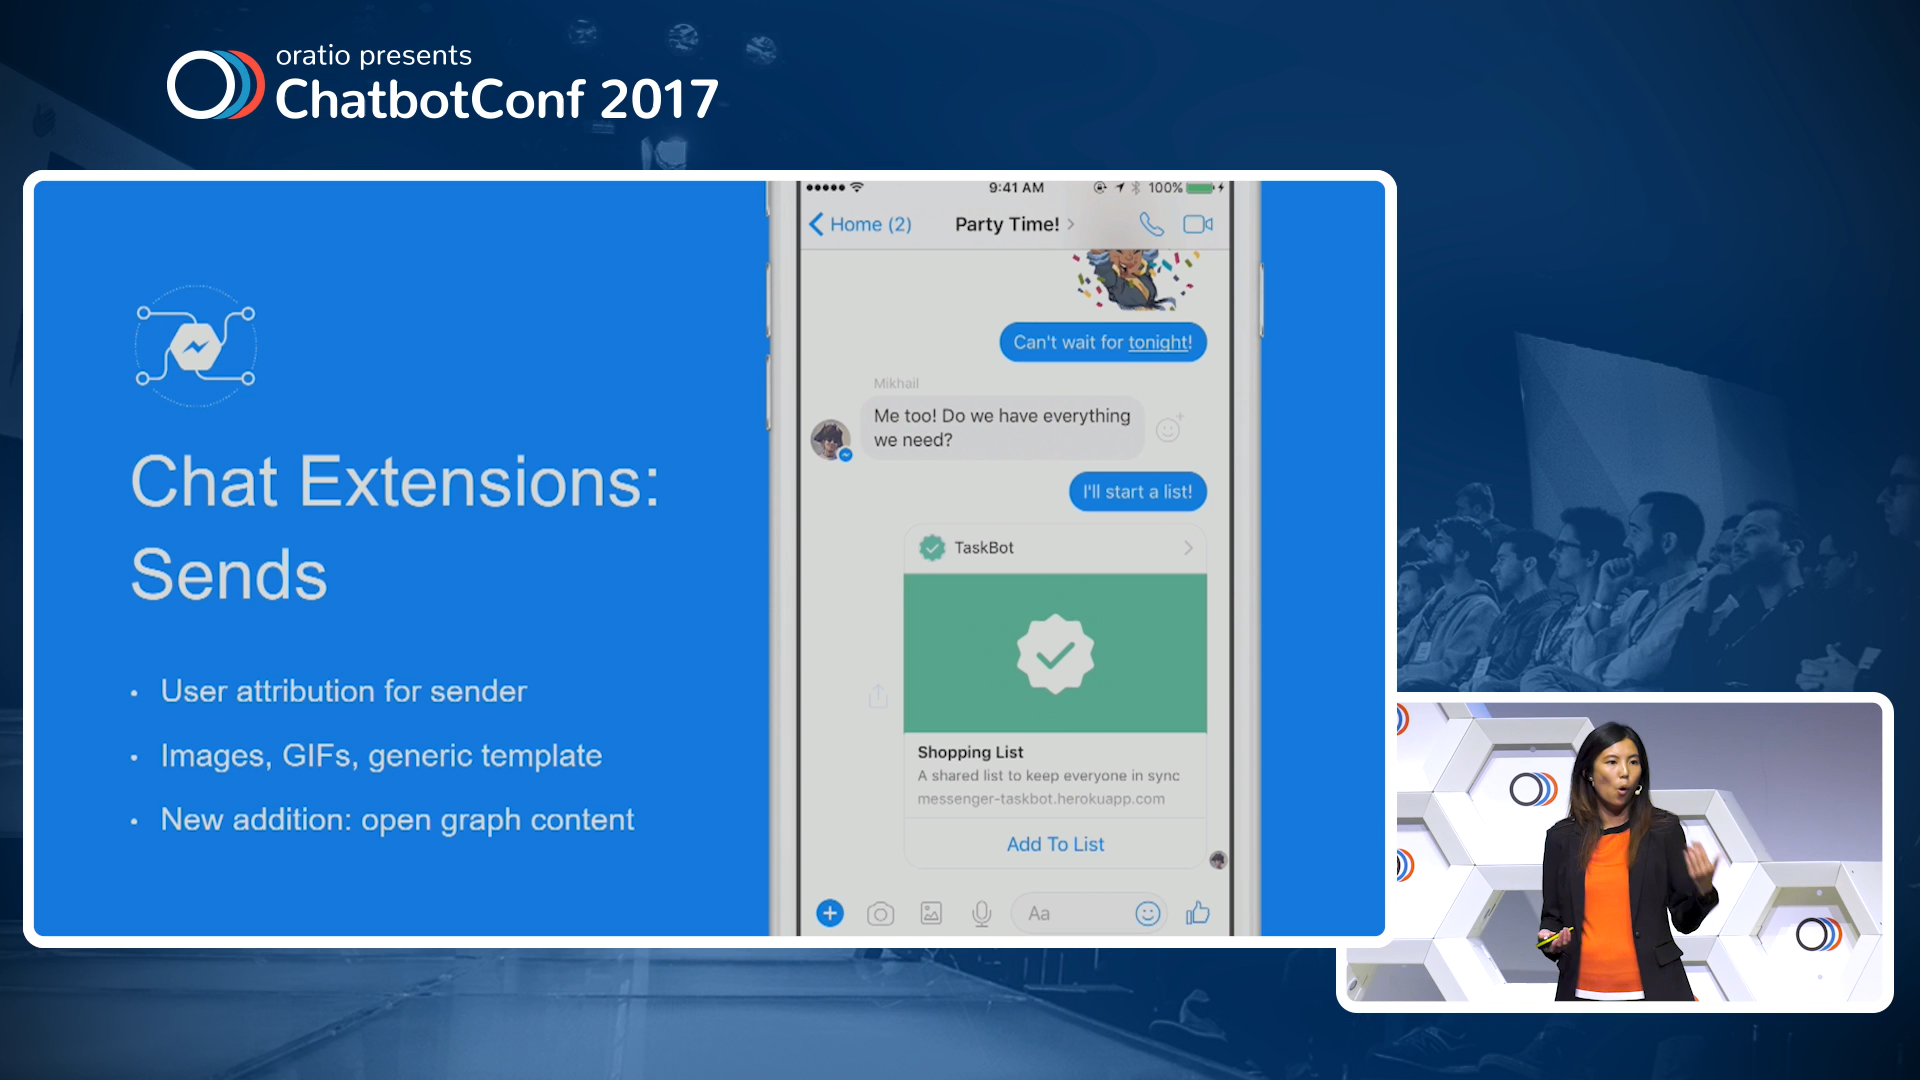 oratio presents
ChatbotConf 2017
Chat Extensions:
Sends
• User attribution for sender
• Images, GIFs, generic template
• New addition: open graph content
9:41 AM
100%
Home (2)
Party Time!
Can't wait for tonight!
Mikhail
Me too! Do we have everything
we need?
I'll start a list!
TaskBot
Shopping List
A shared list to keep everyone in sync
messenger-taskbot.herokuapp.com
Add To List
Aa